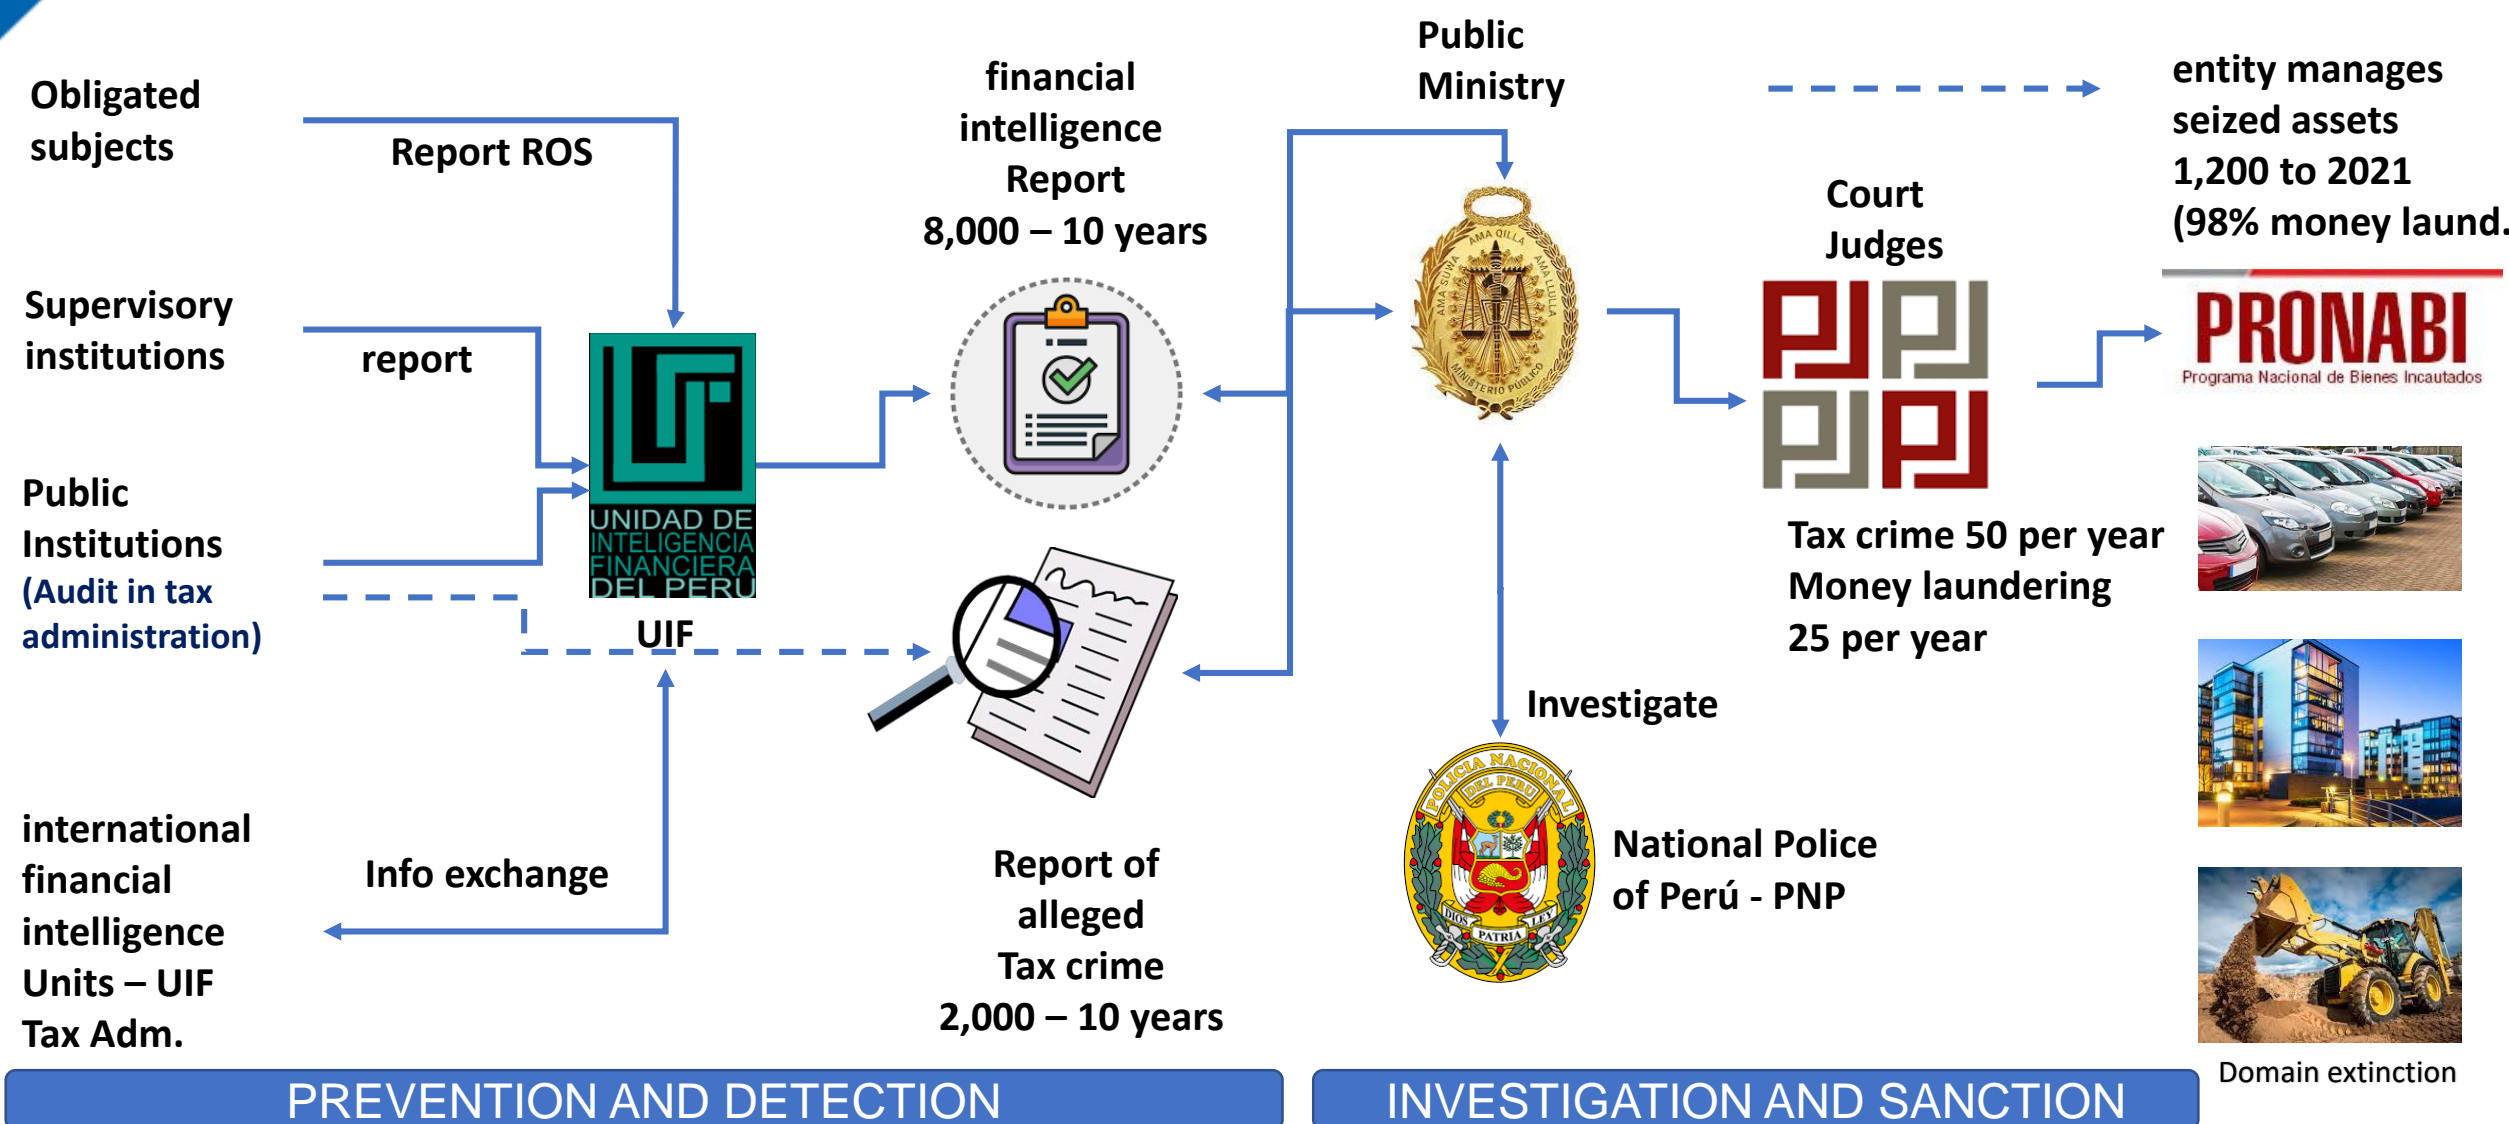 Obligated
subjects
Report ROS
Supervisory
institutions
report
Public
Institutions
(Audit in tax
administration)
international
financial
intelligence
Units – UIF
Tax Adm.
Info exchange
UNIDAD DE
INTELIGENCIA
FINANCIERA
DEL PERU
UIF
financial
intelligence
Report
8,000 – 10 years
Report of
alleged
Tax crime
2,000 – 10 years
Public
Ministry
AMA SUWA AMA QILLA AMA LLULLA
MINISTERIO PÚBLICO
Investigate
POLICIA NACIONAL
DEL PERU
DIOS PATRIA LEY
National Police
of Perú - PNP
Court
Judges
PJ PJ
PJ PJ
Tax crime 50 per year
Money laundering
25 per year
entity manages
seized assets
1,200 to 2021
(98% money laund.
PRONABI
Programa Nacional de Bienes Incautados
Domain extinction
PREVENTION AND DETECTION
INVESTIGATION AND SANCTION